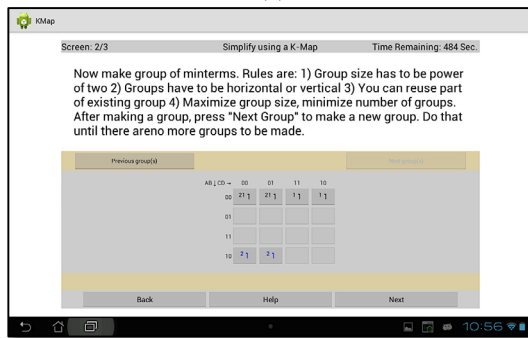 KMap
Screen: 2/3 Simplify using a K-Map Time Remaining: 484 Sec.
Now make group of minterms. Rules are: 1) Group size has to be power
of two 2) Groups have to be horizontal or vertical 3) You can reuse part
of existing group 4) Maximize group size, minimize number of groups.
After making a group, press "Next Group" to make a new group. Do that
until there areno more groups to be made.
Previous group(s)
AB ↓ CD → 00 01 11 10
00 21 1 21 1 1 1 1 1
01
11
10 2 1 2 1
Back Help Next
10:56